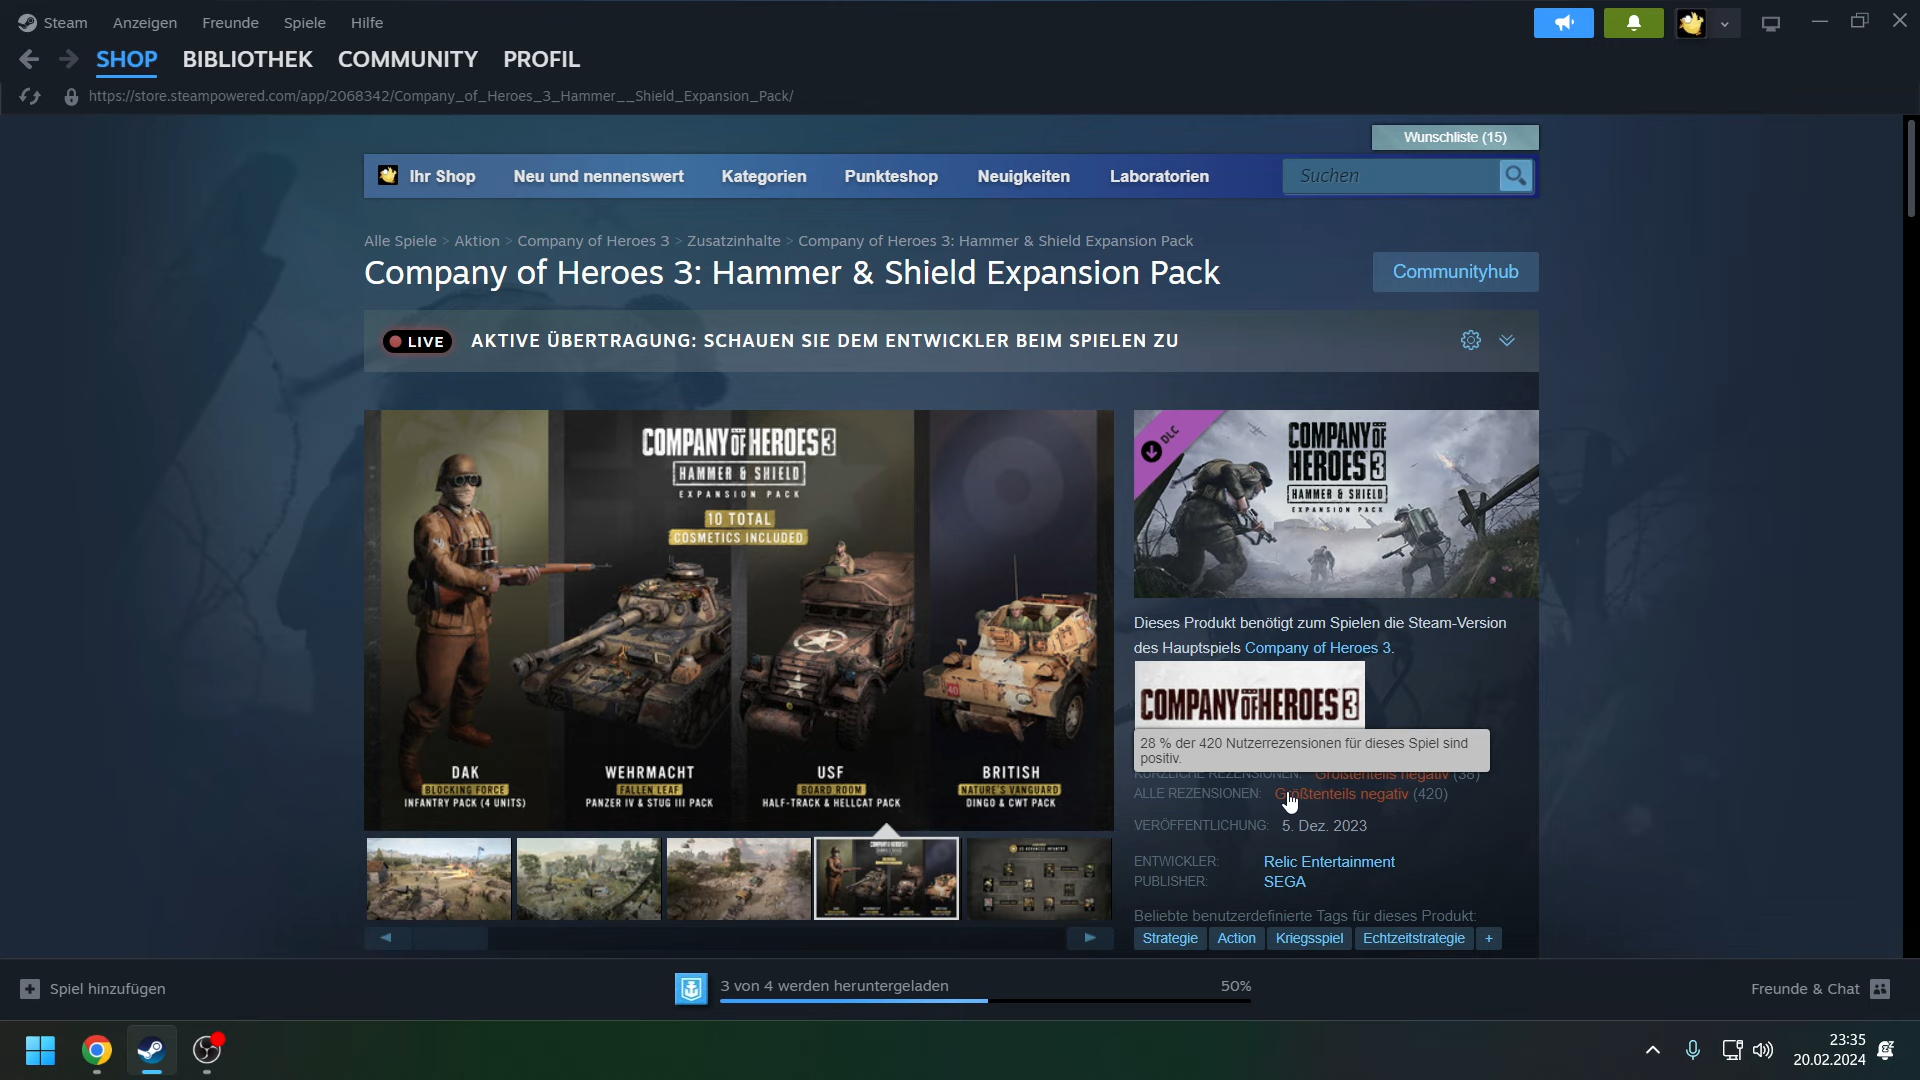 Steam Anzeigen Freunde Spiele Hilfe
SHOP BIBLIOTHEK COMMUNITY PROFIL
https://store.steampowered.com/app/2068342/Company_of_Heroes_3_Hammer__Shield_Expansion_Pack/
Wunschliste (15)
Ihr Shop Neu und nennenswert Kategorien Punkteshop Neuigkeiten Laboratorien Suchen
Alle Spiele > Aktion > Company of Heroes 3 > Zusatzinhalte > Company of Heroes 3: Hammer & Shield Expansion Pack
Company of Heroes 3: Hammer & Shield Expansion Pack
Communityhub
LIVE AKTIVE ÜBERTRAGUNG: SCHAUEN SIE DEM ENTWICKLER BEIM SPIELEN ZU
COMPANY OF HEROES 3
HAMMER & SHIELD
EXPANSION PACK
10 TOTAL
COSMETICS INCLUDED
DAK
BLOCKING FORCE
INFANTRY PACK (4 UNITS)
WEHRMACHT
FALLEN LEAF
PANZER IV & STUG III PACK
USF
BOARD ROOM
HALF-TRACK & HELLCAT PACK
BRITISH
NATURE'S VANGUARD
DINGO & CWT PACK
DLC
COMPANY OF
HEROES 3
HAMMER & SHIELD
EXPANSION PACK
Dieses Produkt benötigt zum Spielen die Steam-Version
des Hauptspiels Company of Heroes 3.
COMPANY OF HEROES 3
28 % der 420 Nutzerrezensionen für dieses Spiel sind
positiv.
KÜRZLICHE REZENSIONEN: Größtenteils negativ (38)
ALLE REZENSIONEN: Größtenteils negativ (420)
VERÖFFENTLICHUNG: 5. Dez. 2023
ENTWICKLER: Relic Entertainment
PUBLISHER: SEGA
Beliebte benutzerdefinierte Tags für dieses Produkt:
Strategie Action Kriegsspiel Echtzeitstrategie +
Spiel hinzufügen
3 von 4 werden heruntergeladen 50%
Freunde & Chat
23:35
20.02.2024